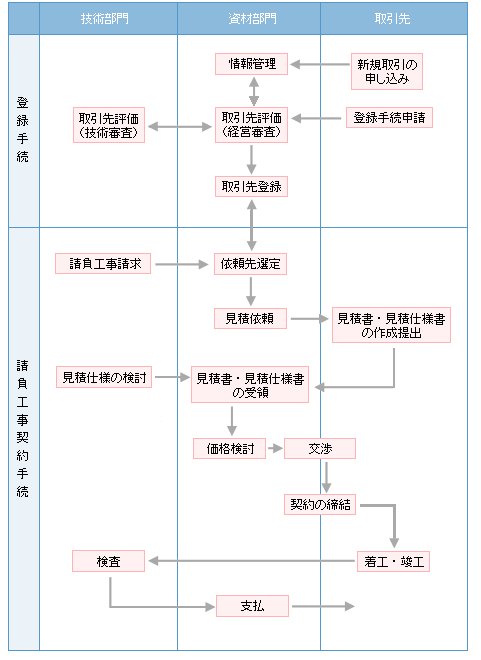 技術部門
資材部門
取引先
登録手続
情報管理
新規取引の
申し込み
取引先評価
（技術審査）
取引先評価
（経営審査）
登録手続申請
取引先登録
請負工事契約手続
請負工事請求
依頼先選定
見積依頼
見積書・見積仕様書
の作成提出
見積仕様の検討
見積書・見積仕様書
の受領
価格検討
交渉
契約の締結
検査
着工・竣工
支払